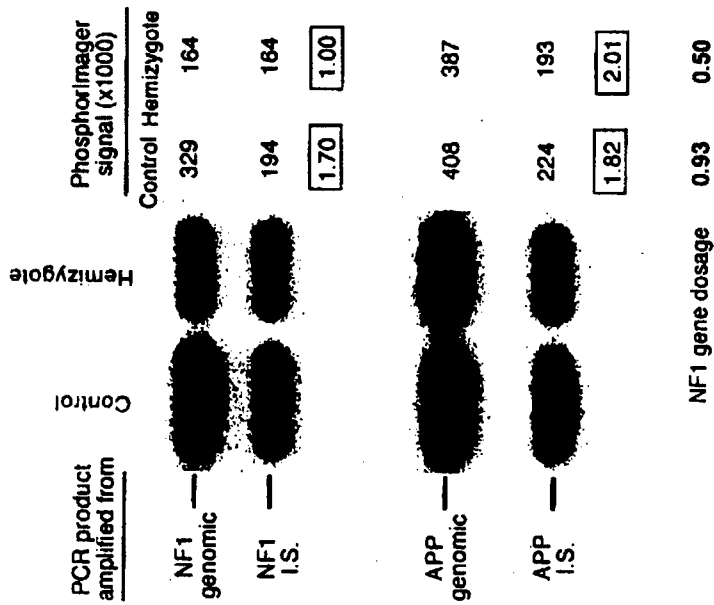 PCR product
amplified from
Control
Hemizygote
PhosphorImager
signal (x1000)
Control Hemizygote
NF1
genomic
329
164
NF1
I.S.
194
164
1.70
1.00
APP
genomic
408
387
APP
I.S.
224
193
1.82
2.01
NF1 gene dosage
0.93
0.50